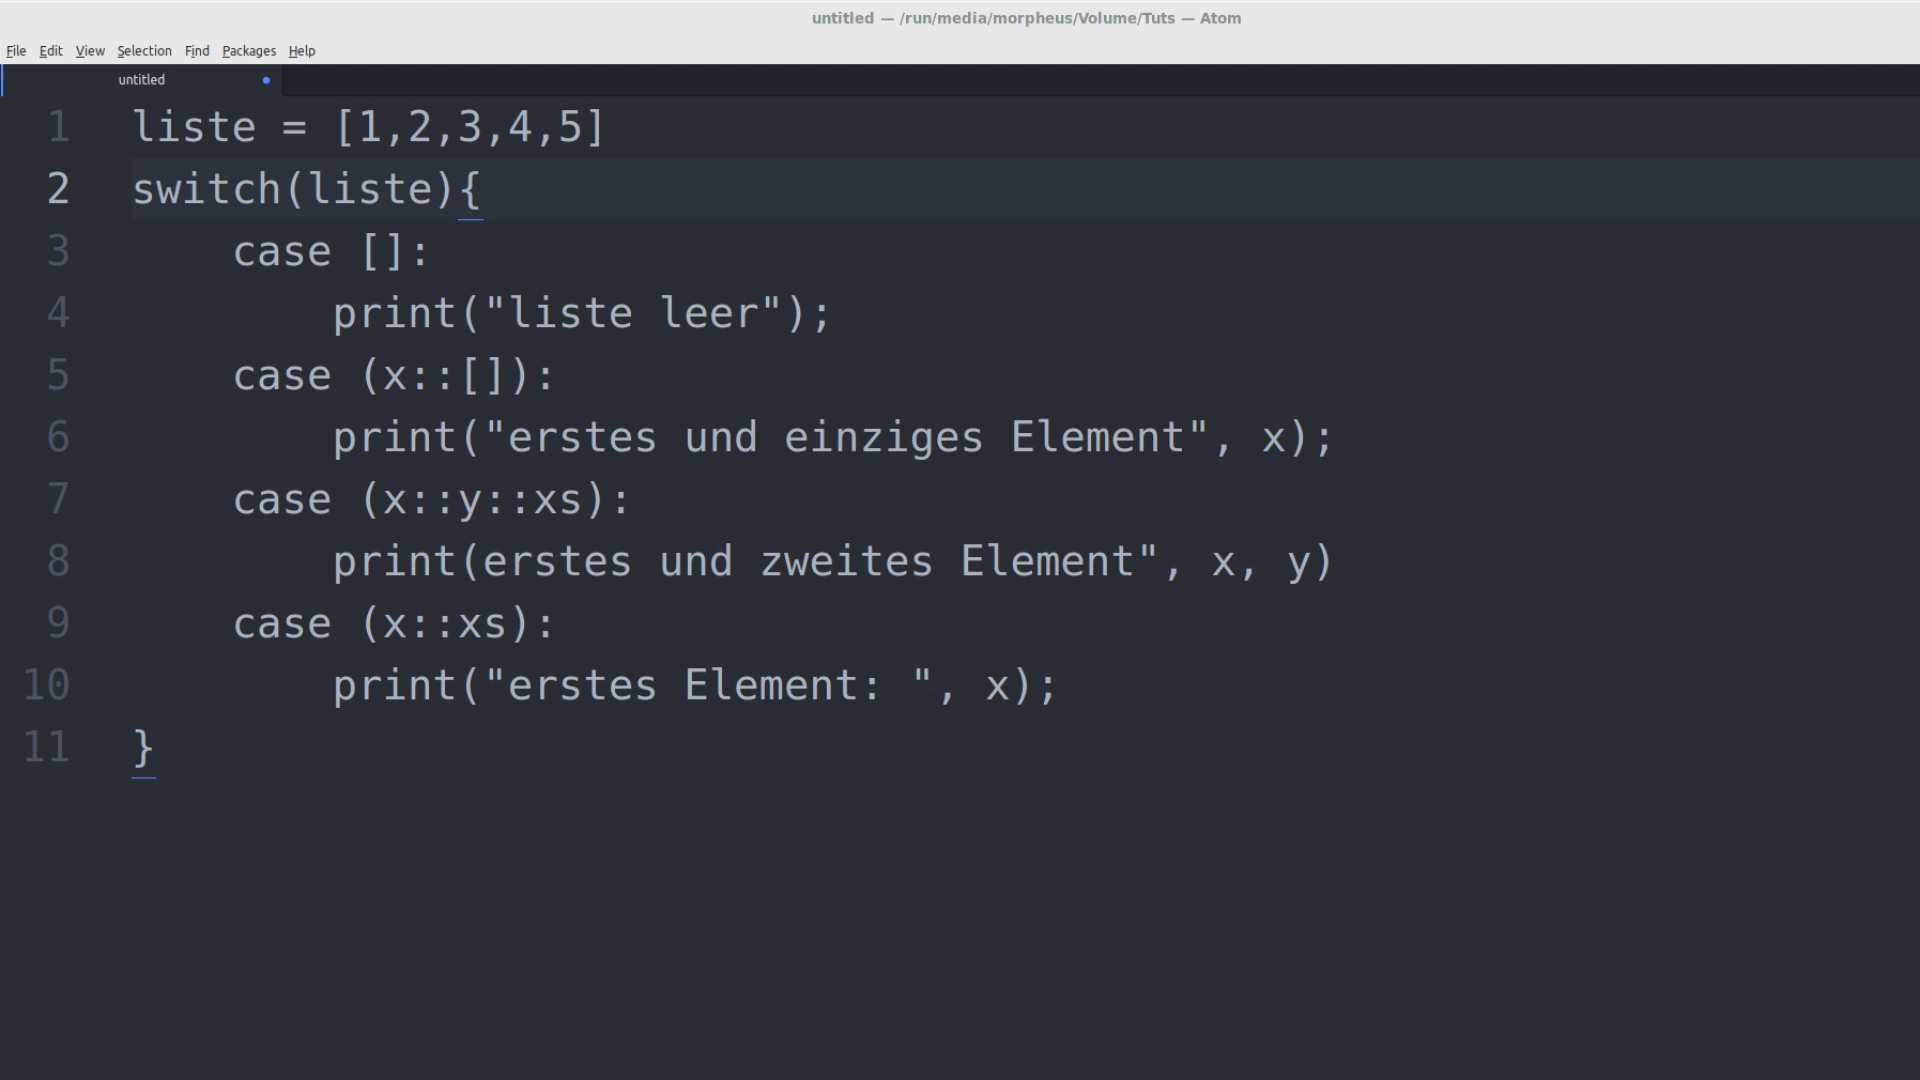 untitled — /run/media/morpheus/Volume/Tuts — Atom
File Edit View Selection Find Packages Help
untitled
1 liste = [1,2,3,4,5]
2 switch(liste){
3 case []:
4 print("liste leer");
5 case (x::[]):
6 print("erstes und einziges Element", x);
7 case (x::y::xs):
8 print(erstes und zweites Element", x, y)
9 case (x::xs):
10 print("erstes Element: ", x);
11 }